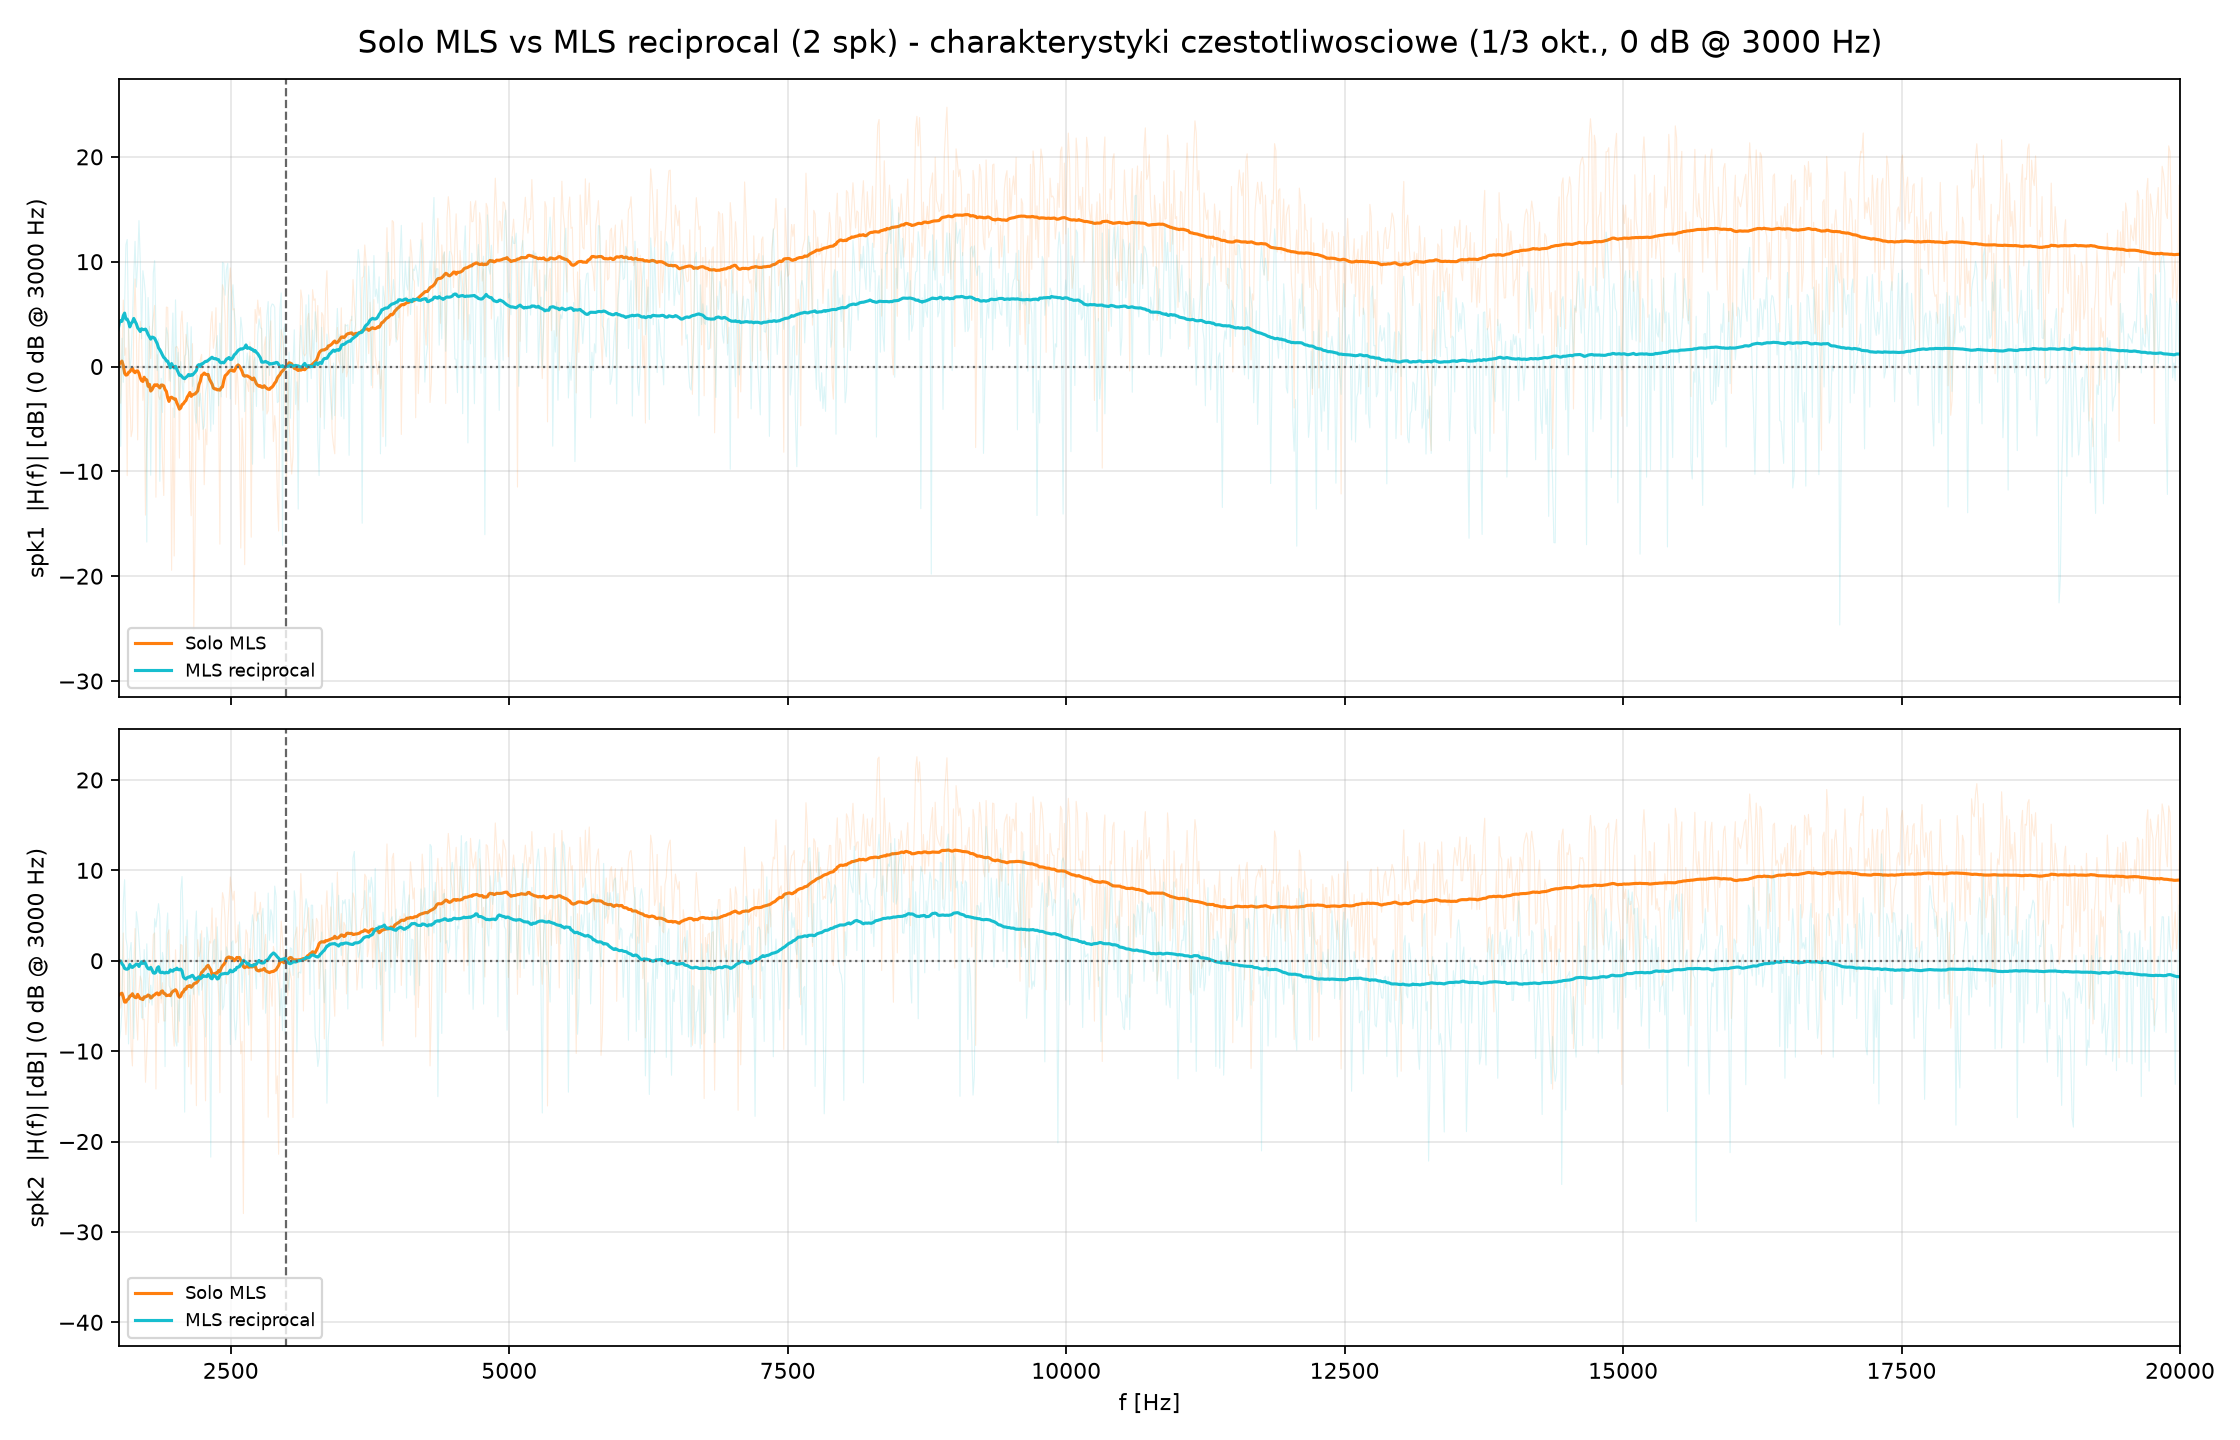 Solo MLS vs MLS reciprocal (2 spk) - charakterystyki czestotliwosciowe (1/3 okt., 0 dB @ 3000 Hz)
spk1  |H(f)| [dB] (0 dB @ 3000 Hz)
20
10
0
−10
−20
−30
Solo MLS
MLS reciprocal
spk2  |H(f)| [dB] (0 dB @ 3000 Hz)
20
10
0
−10
−20
−30
−40
Solo MLS
MLS reciprocal
2500 5000 7500 10000 12500 15000 17500 20000
f [Hz]